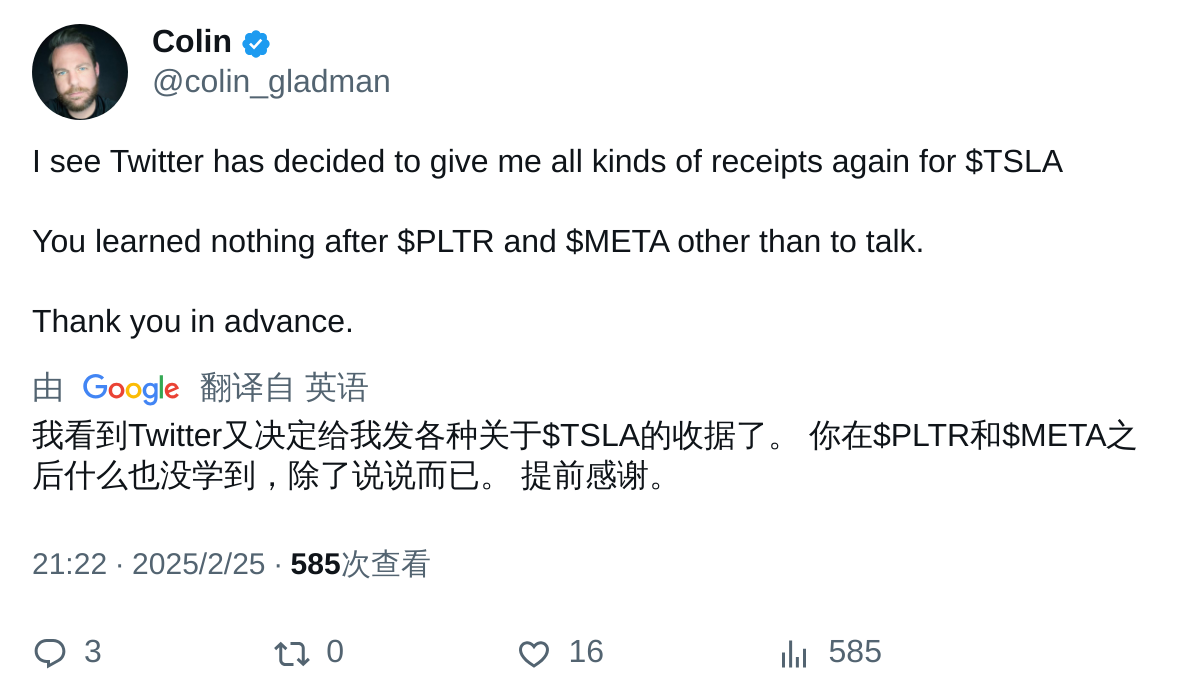 Colin
@colin_gladman
I see Twitter has decided to give me all kinds of receipts again for $TSLA
You learned nothing after $PLTR and $META other than to talk.
Thank you in advance.
由 Google 翻译自 英语
我看到Twitter又决定给我发各种关于$TSLA的收据了。 你在$PLTR和$META之
后什么也没学到，除了说说而已。 提前感谢。
21:22 · 2025/2/25 · 585次查看
3 0 16 585